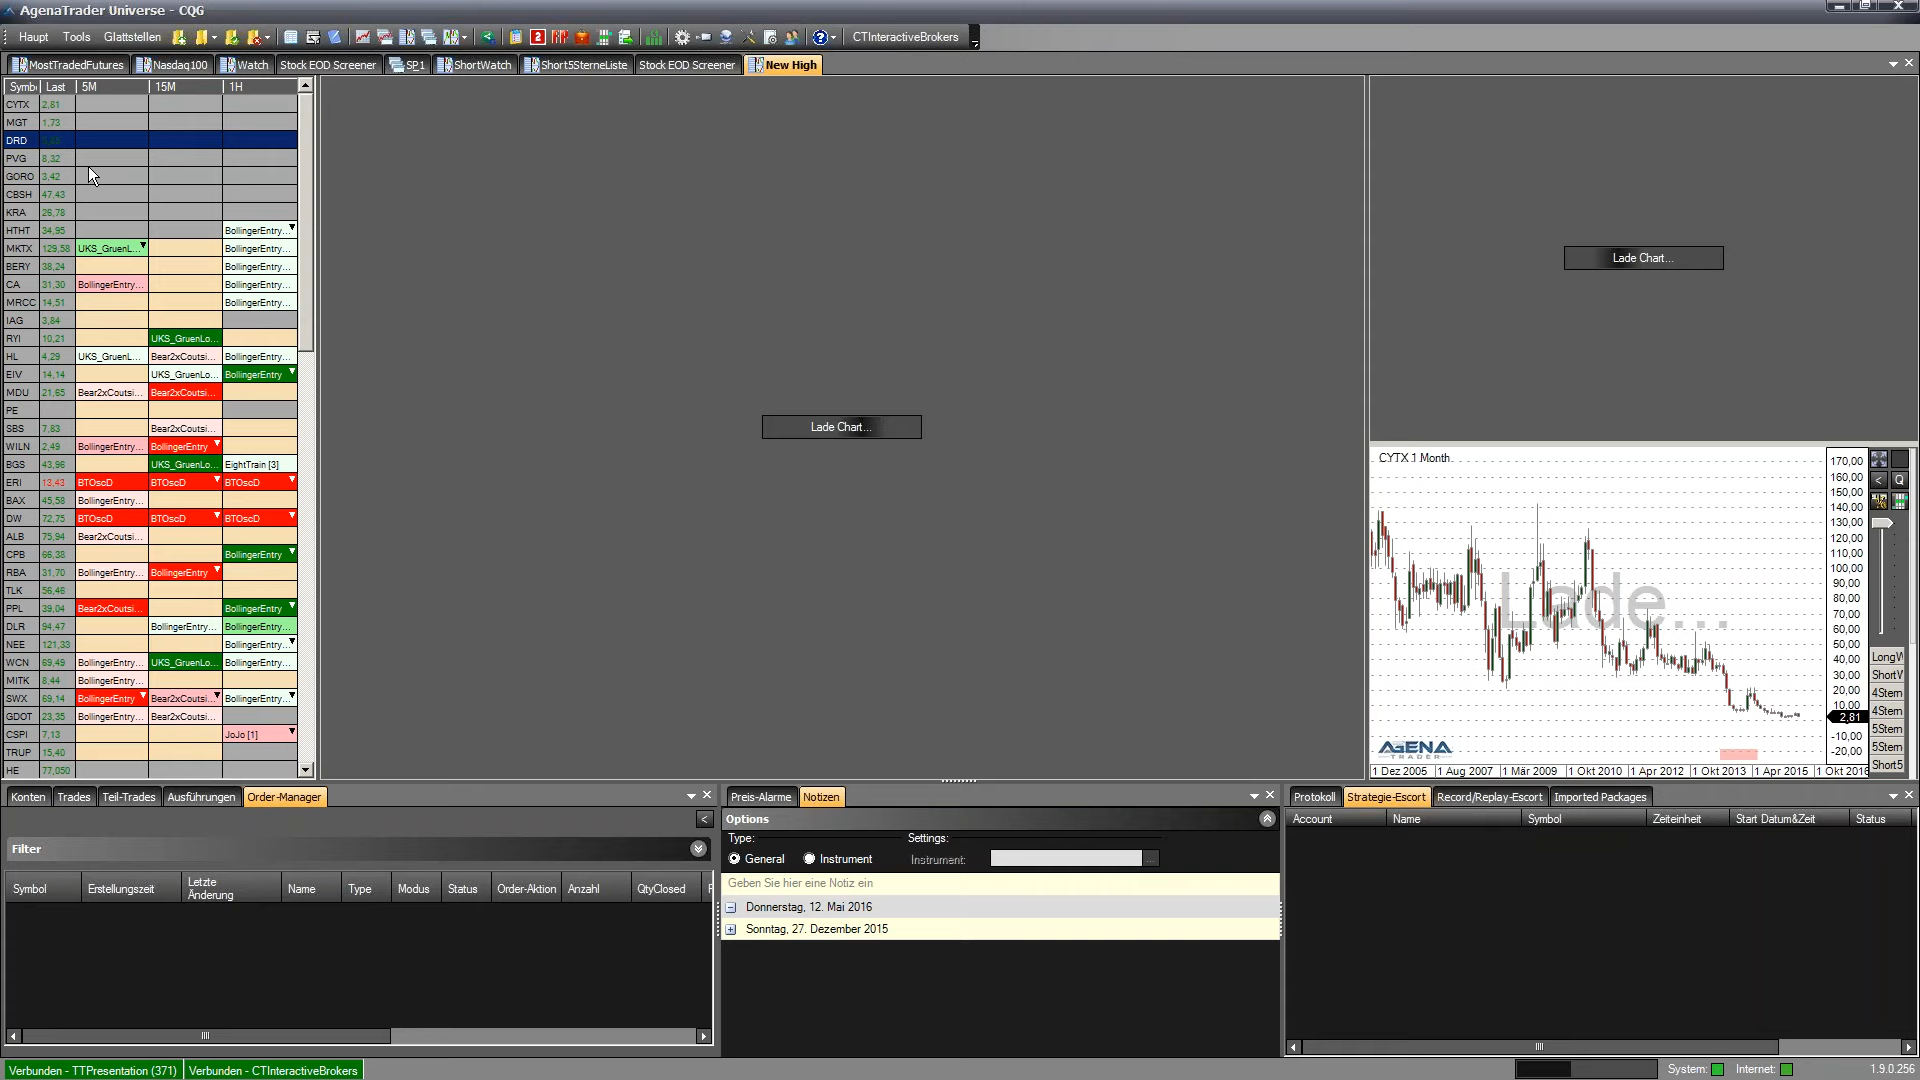 AgenaTrader Universe - CQG
Haupt Tools Glattstellen CTInteractiveBrokers
MostTradedFutures Nasdaq100 Watch Stock EOD Screener SP1 ShortWatch Short5SterneListe Stock EOD Screener New High
Symb Last 5M 15M 1H
CYTX 2,81
MGT 1,73
DRD
PVG 8,32
GORO 3,42
CBSH 47,43
KRA 26,78
HTHT 34,95 BollingerEntry...
MKTX 129,58 UKS_GruenL... BollingerEntry...
BERY 38,24 BollingerEntry...
CA 31,30 BollingerEntry... BollingerEntry...
MRCC 14,51 BollingerEntry...
IAG 3,84
RYI 10,21 UKS_GruenLo...
HL 4,29 UKS_GruenL... Bear2xCoutsi... BollingerEntry...
EIV 14,14 UKS_GruenLo... BollingerEntry
MDU 21,65 Bear2xCoutsi... Bear2xCoutsi...
PE
SBS 7,83 Bear2xCoutsi...
WILN 2,49 BollingerEntry... BollingerEntry
BGS 43,96 UKS_GruenLo... EightTrain [3]
ERI 13,43 BTOscD BTOscD BTOscD
BAX 45,58 BollingerEntry...
DW 72,75 BTOscD BTOscD BTOscD
ALB 75,94 Bear2xCoutsi...
CPB 66,38 BollingerEntry
RBA 31,70 BollingerEntry... BollingerEntry
TLK 56,46
PPL 39,04 Bear2xCoutsi... BollingerEntry
DLR 94,47 BollingerEntry... BollingerEntry...
NEE 121,33 BollingerEntry...
WCN 69,49 BollingerEntry... UKS_GruenLo... BollingerEntry...
MITK 8,44 BollingerEntry...
SWX 69,14 BollingerEntry Bear2xCoutsi... BollingerEntry...
GDOT 23,35 BollingerEntry... Bear2xCoutsi...
CSPI 7,13 JoJo [1]
TRUP 15,40
HE 77,050
Lade Chart...
Lade Chart...
CYTX 1 Month
Lade...
170,00
160,00
150,00
140,00
130,00
120,00
110,00
100,00
90,00
80,00
70,00
60,00
50,00
40,00
30,00
20,00
10,00
2,81
-10,00
-20,00
< Q
LongW
ShortV
4Stern
4Stern
5Stern
5Stern
Short5
AGENA
TRADER
1 Dez 2005 1 Aug 2007 1 Mär 2009 1 Okt 2010 1 Apr 2012 1 Okt 2013 1 Apr 2015 1 Okt 2016
Konten Trades Teil-Trades Ausführungen Order-Manager
<
Filter
Symbol Erstellungszeit Letzte Änderung Name Type Modus Status Order-Aktion Anzahl QtyClosed
Preis-Alarme Notizen
Options
Type: Settings:
General Instrument Instrument: ...
Geben Sie hier eine Notiz ein
Donnerstag, 12. Mai 2016
Sonntag, 27. Dezember 2015
Protokoll Strategie-Escort Record/Replay-Escort Imported Packages
Account Name Symbol Zeiteinheit Start Datum&Zeit Status
Verbunden - TTPresentation (371) Verbunden - CTInteractiveBrokers System: Internet: 1.9.0.256